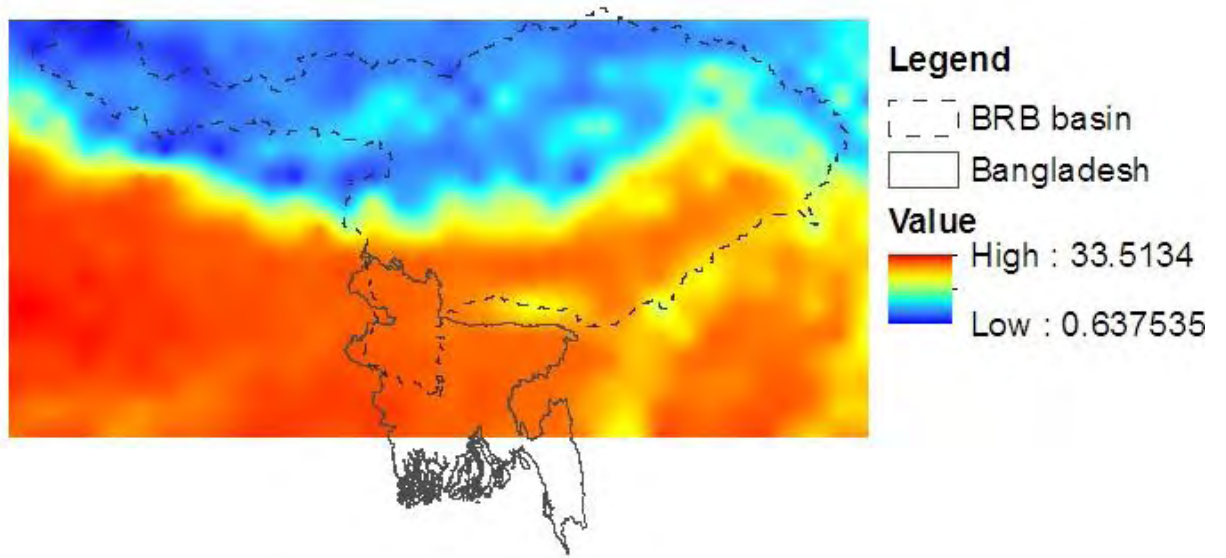 Legend
BRB basin
Bangladesh
Value
High : 33.5134
Low : 0.637535